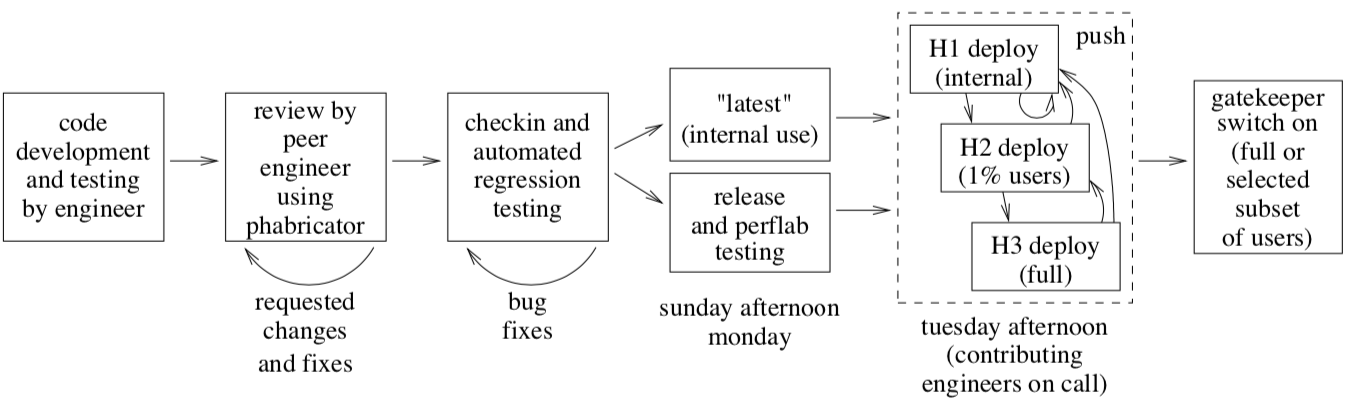 code
development
and testing
by engineer
review by
peer
engineer
using
phabricator
requested
changes
and fixes
checkin and
automated
regression
testing
bug
fixes
"latest"
(internal use)
release
and perflab
testing
sunday afternoon
monday
push
H1 deploy
(internal)
H2 deploy
(1% users)
H3 deploy
(full)
tuesday afternoon
(contributing
engineers on call)
gatekeeper
switch on
(full or
selected
subset
of users)